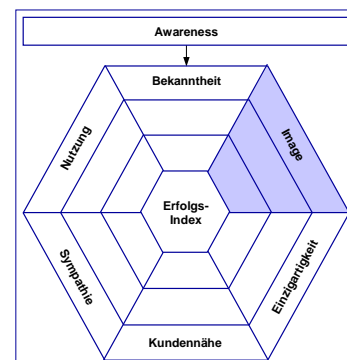 Awareness
Bekanntheit
Image
Nutzung
Erfolgs-
Index
Sympathie
Einzigartigkeit
Kundennähe